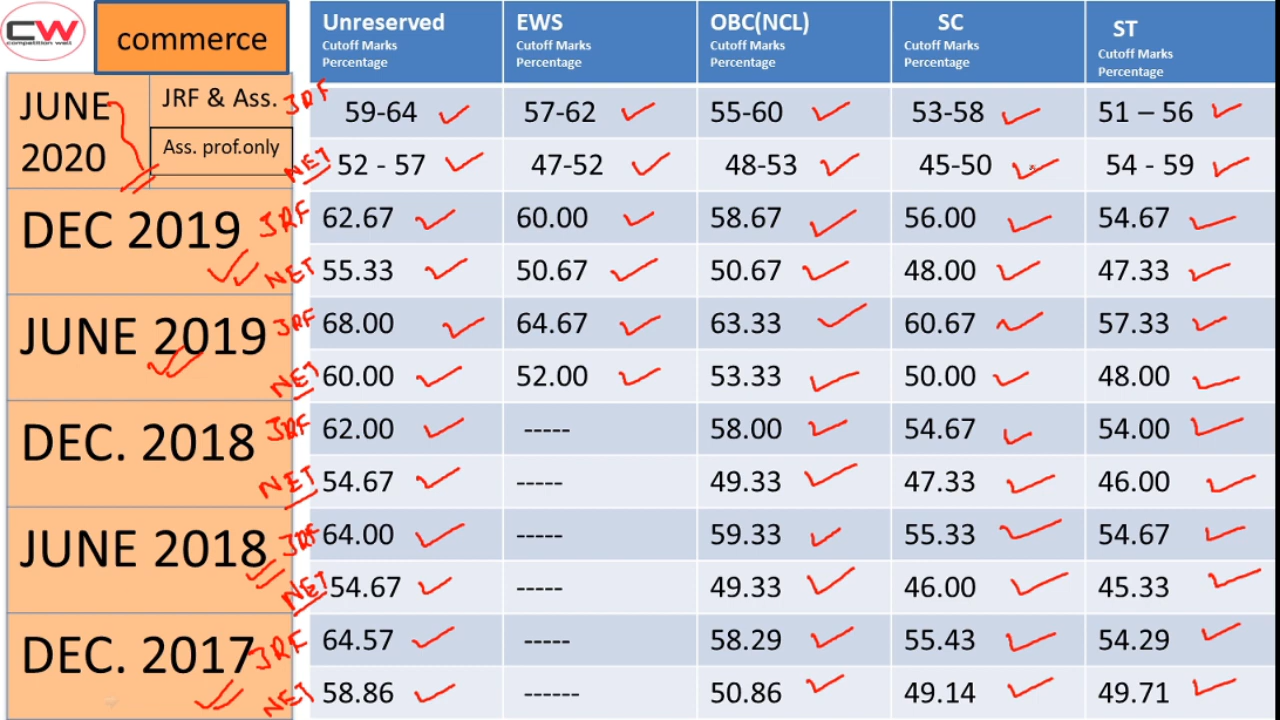 CW
competition well
commerce
Unreserved
Cutoff Marks
Percentage
EWS
Cutoff Marks
Percentage
OBC(NCL)
Cutoff Marks
Percentage
SC
Cutoff Marks
Percentage
ST
Cutoff Marks
Percentage
JUNE
2020
JRF & Ass.
Ass. prof.only
JRF 59-64 57-62 55-60 53-58 51 – 56
NET 52 - 57 47-52 48-53 45-50 54 - 59
DEC 2019
JRF 62.67 60.00 58.67 56.00 54.67
NET 55.33 50.67 50.67 48.00 47.33
JUNE 2019
JRF 68.00 64.67 63.33 60.67 57.33
NET 60.00 52.00 53.33 50.00 48.00
DEC. 2018
JRF 62.00 ----- 58.00 54.67 54.00
NET 54.67 ----- 49.33 47.33 46.00
JUNE 2018
JRF 64.00 ----- 59.33 55.33 54.67
NET 54.67 ----- 49.33 46.00 45.33
DEC. 2017
JRF 64.57 ----- 58.29 55.43 54.29
NET 58.86 ------ 50.86 49.14 49.71